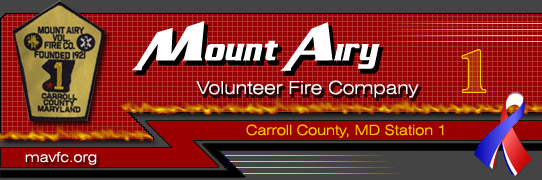 MOUNT AIRY
VOL.
FIRE CO.
FOUNDED 1921
1
CARROLL
COUNTY
MARYLAND
Mount Airy
Volunteer Fire Company
1
Carroll County, MD Station 1
mavfc.org